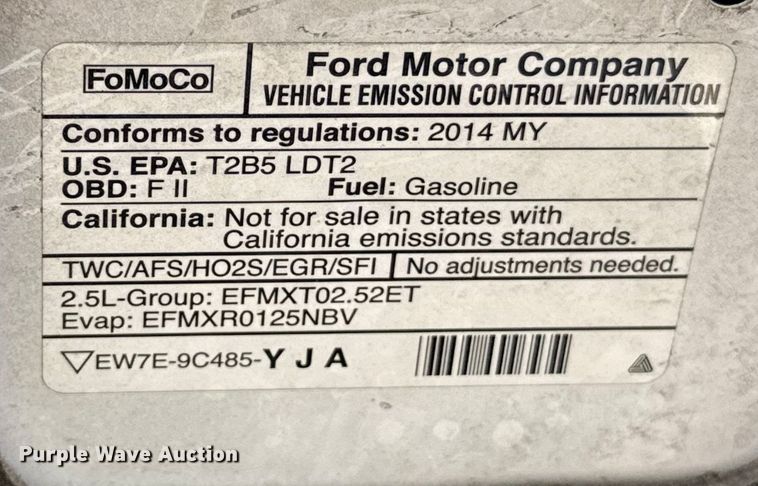 FoMoCo
Ford Motor Company
VEHICLE EMISSION CONTROL INFORMATION
Conforms to regulations: 2014 MY
U.S. EPA: T2B5 LDT2
OBD: F II Fuel: Gasoline
California: Not for sale in states with
California emissions standards.
TWC/AFS/HO2S/EGR/SFI No adjustments needed.
2.5L-Group: EFMXT02.52ET
Evap: EFMXR0125NBV
EW7E-9C485-Y J A
Purple Wave Auction